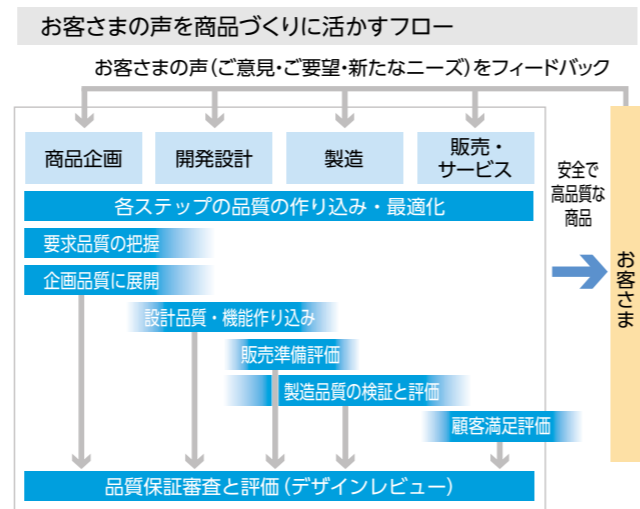 お客さまの声を商品づくりに活かすフロー
お客さまの声(ご意見・ご要望・新たなニーズ)をフィードバック
商品企画
開発設計
製造
販売・
サービス
各ステップの品質の作り込み・最適化
要求品質の把握
企画品質に展開
設計品質・機能作り込み
販売準備評価
製造品質の検証と評価
顧客満足評価
品質保証審査と評価(デザインレビュー)
安全で
高品質な
商品
お客さま